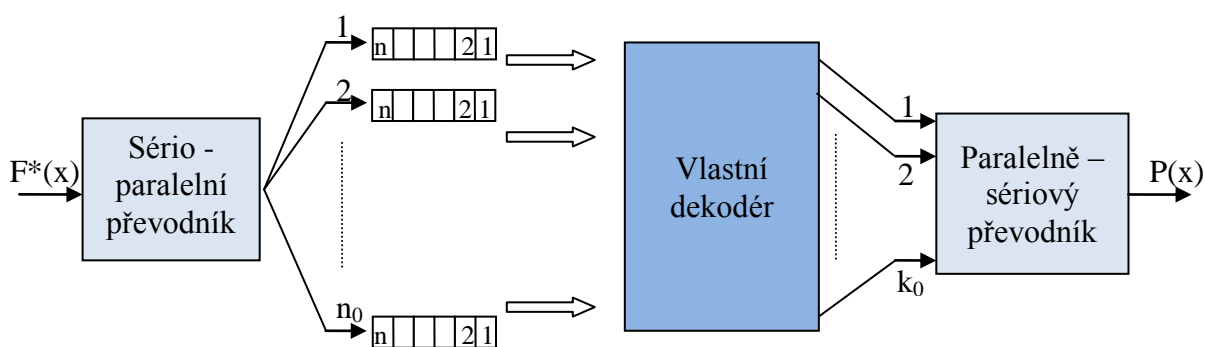 F*(x)
Sério -
paralelní
převodník
1
n 2 1
2
n 2 1
n₀
n 2 1
Vlastní
dekodér
1
2
k₀
Paralelně –
sériový
převodník
P(x)